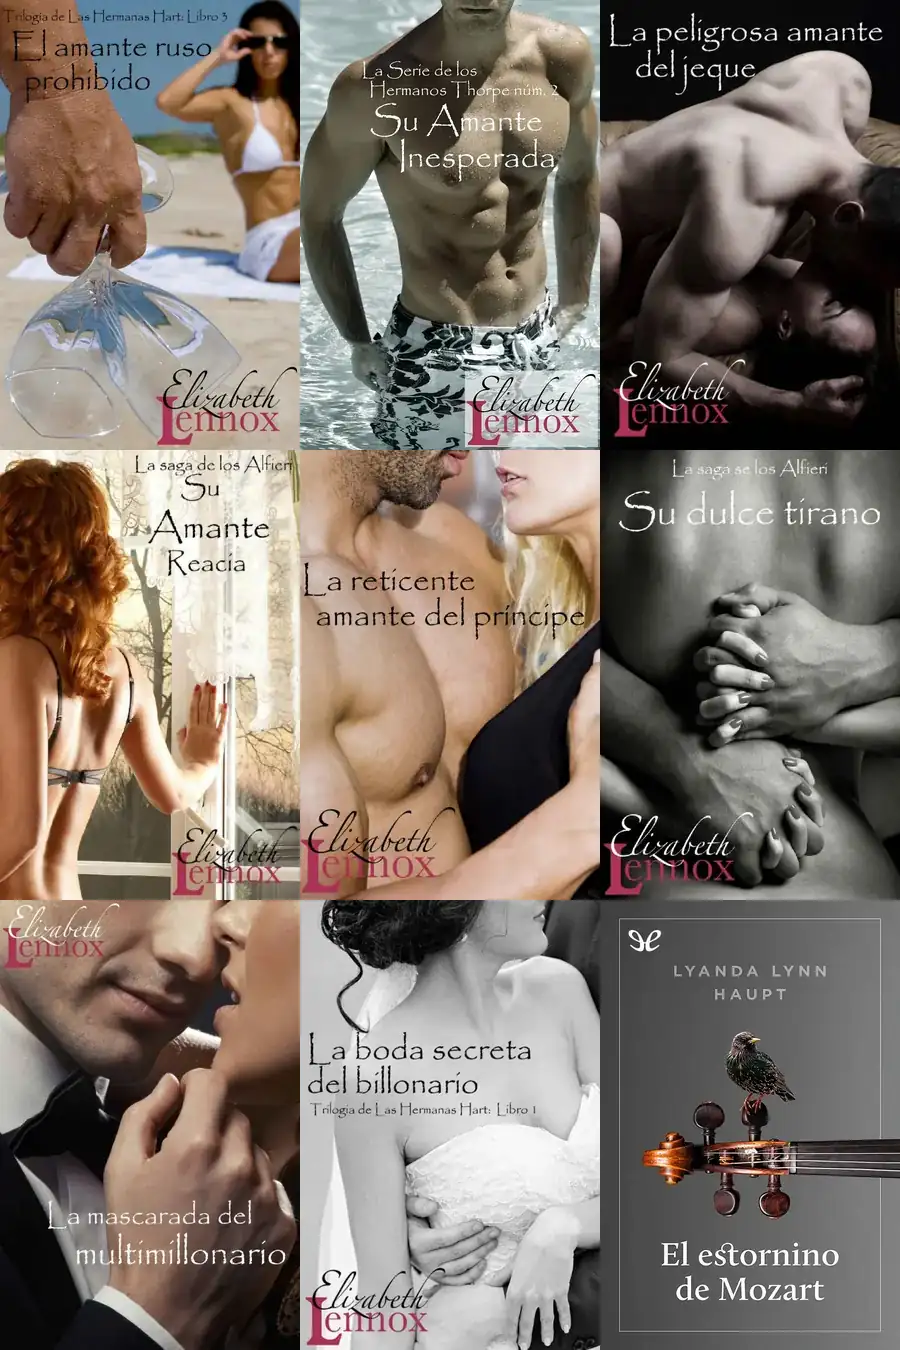 Trilogía de Las Hermanas Hart: Libro 3
El amante ruso
prohibido
Elizabeth
Lennox
La Serie de los
Hermanos Thorpe núm. 2
Su Amante
Inesperada
Elizabeth
Lennox
La peligrosa amante
del jeque
Elizabeth
Lennox
La saga de los Alfieri
Su
Amante
Reacia
Elizabeth
Lennox
La reticente
amante del príncipe
Elizabeth
Lennox
La saga se los Alfieri
Su dulce tirano
Elizabeth
Lennox
Elizabeth
Lennox
La mascarada del
multimillonario
La boda secreta
del billonario
Trilogía de Las Hermanas Hart: Libro 1
Elizabeth
Lennox
LYANDA LYNN
HAUPT
El estornino
de Mozart